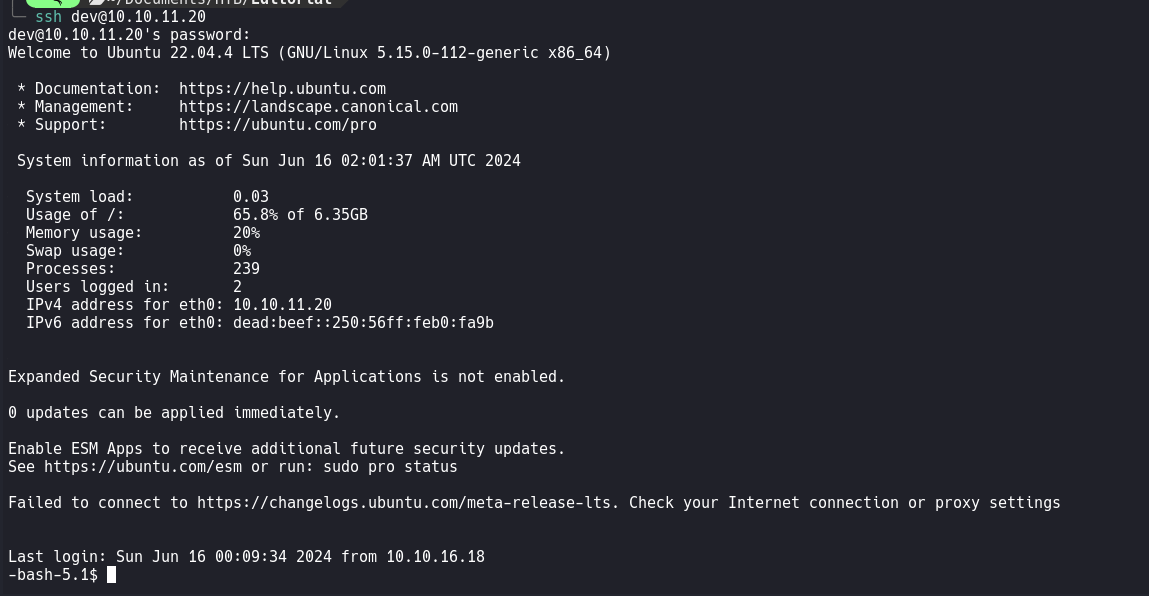 ~/Documents/HTB/Editorial
ssh dev@10.10.11.20
dev@10.10.11.20's password:
Welcome to Ubuntu 22.04.4 LTS (GNU/Linux 5.15.0-112-generic x86_64)
* Documentation:  https://help.ubuntu.com
* Management:     https://landscape.canonical.com
* Support:        https://ubuntu.com/pro
System information as of Sun Jun 16 02:01:37 AM UTC 2024
System load:           0.03
Usage of /:            65.8% of 6.35GB
Memory usage:          20%
Swap usage:            0%
Processes:             239
Users logged in:       2
IPv4 address for eth0: 10.10.11.20
IPv6 address for eth0: dead:beef::250:56ff:feb0:fa9b
Expanded Security Maintenance for Applications is not enabled.
0 updates can be applied immediately.
Enable ESM Apps to receive additional future security updates.
See https://ubuntu.com/esm or run: sudo pro status
Failed to connect to https://changelogs.ubuntu.com/meta-release-lts. Check your Internet connection or proxy settings
Last login: Sun Jun 16 00:09:34 2024 from 10.10.16.18
-bash-5.1$